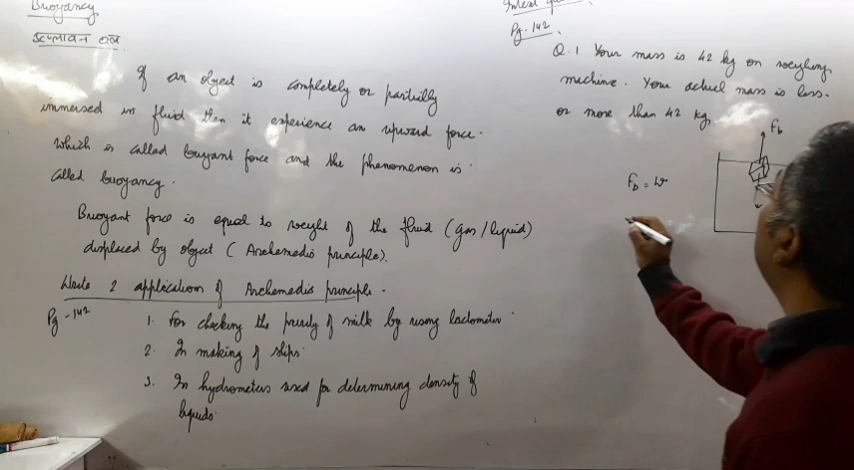 Buoyancy
उत्प्लावन बल
If an object is completely or partially
immersed in fluid then it experience an upward force.
Which is called buoyant force and the phenomenon is
called buoyancy.
Buoyant force is equal to weight of the fluid (gas/liquid)
displaced by object (Archemedis principle).
Write 2 application of Archemedis principle.
Pg-142
1. For checking the purity of milk by using lactometer
2. In making of ships.
3. In hydrometers used for determining density of
liquids.
Intext
Pg-142
Q.1 Your mass is 42 kg on weighing
machine. Your actual mass is less.
or more than 42 kg
Fb
Fb = W